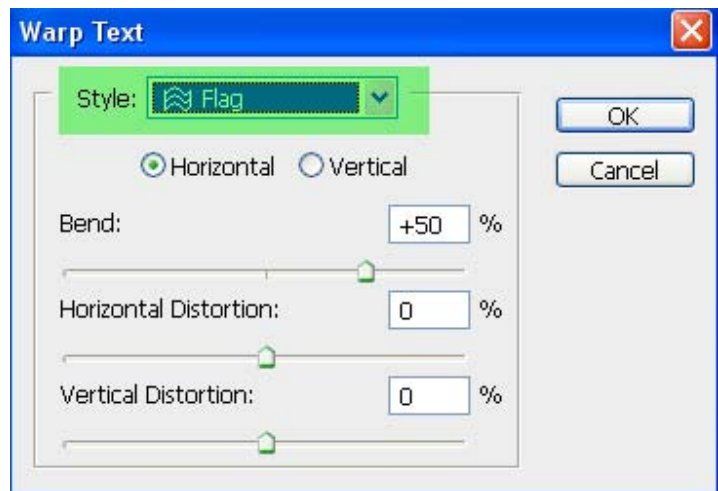 Warp Text
Style: Flag
OK
Horizontal Vertical
Cancel
Bend: +50 %
Horizontal Distortion: 0 %
Vertical Distortion: 0 %